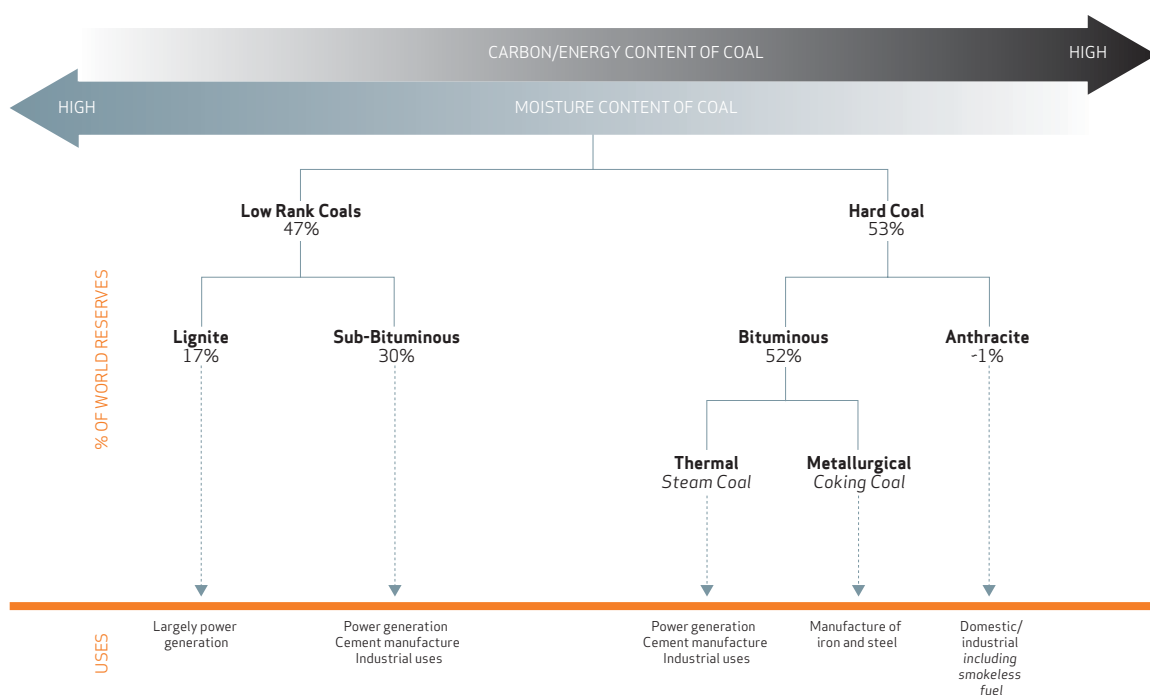 CARBON/ENERGY CONTENT OF COAL
HIGH
HIGH
MOISTURE CONTENT OF COAL
Low Rank Coals
47%
Hard Coal
53%
% OF WORLD RESERVES
Lignite
17%
Sub-Bituminous
30%
Bituminous
52%
Anthracite
-1%
Thermal
Steam Coal
Metallurgical
Coking Coal
USES
Largely power
generation
Power generation
Cement manufacture
Industrial uses
Power generation
Cement manufacture
Industrial uses
Manufacture of
iron and steel
Domestic/
industrial
including
smokeless
fuel